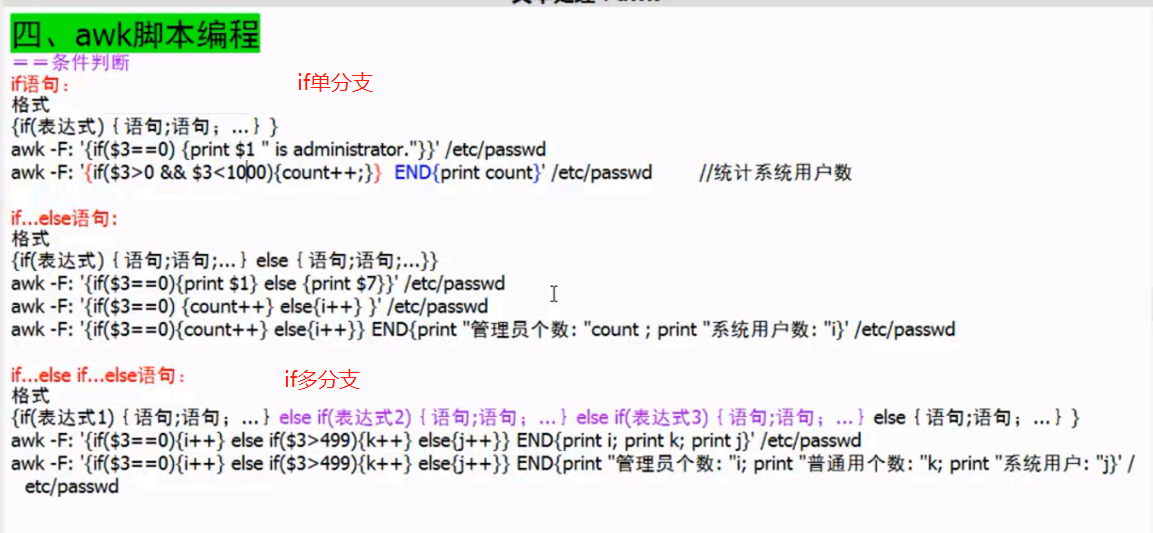 四、awk脚本编程
==条件判断
if语句： if单分支
格式
{if(表达式)｛语句;语句；...｝}
awk -F: '{if($3==0) {print $1 " is administrator."}}' /etc/passwd
awk -F: '{if($3>0 && $3<1000){count++;}} END{print count}' /etc/passwd //统计系统用户数
if...else语句:
格式
{if(表达式)｛语句;语句;...｝else｛语句;语句;...}}
awk -F: '{if($3==0){print $1} else {print $7}}' /etc/passwd
awk -F: '{if($3==0) {count++} else{i++} }' /etc/passwd
awk -F: '{if($3==0){count++} else{i++}} END{print "管理员个数: "count ; print "系统用户数: "i}' /etc/passwd
if...else if...else语句： if多分支
格式
{if(表达式1)｛语句;语句；...｝else if(表达式2)｛语句;语句；...｝else if(表达式3)｛语句;语句；...｝else｛语句;语句；...｝}
awk -F: '{if($3==0){i++} else if($3>499){k++} else{j++}} END{print i; print k; print j}' /etc/passwd
awk -F: '{if($3==0){i++} else if($3>499){k++} else{j++}} END{print "管理员个数: "i; print "普通用个数: "k; print "系统用户: "j}' /
etc/passwd